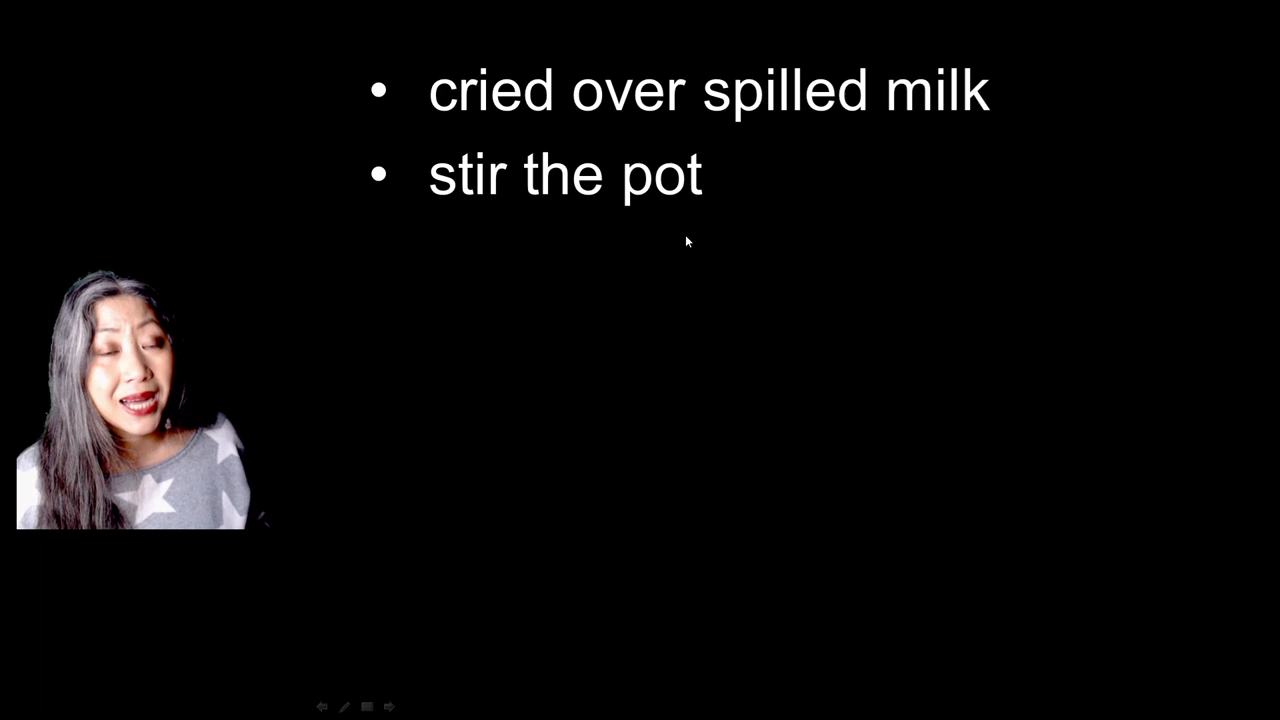 • cried over spilled milk
• stir the pot